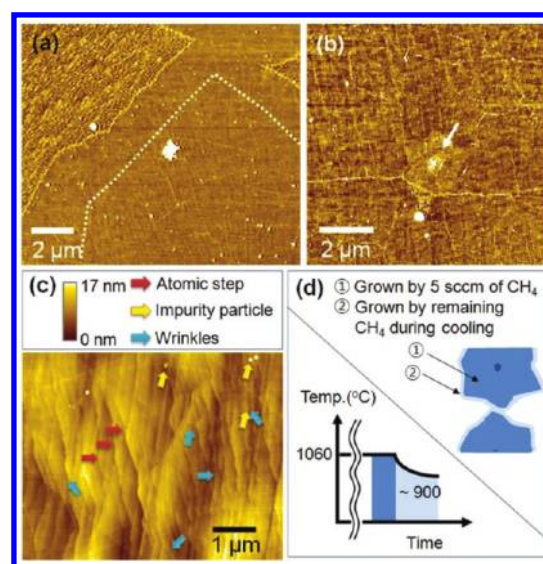 (a)
2 μm
(b)
2 μm
(c)
17 nm
0 nm
Atomic step
Impurity particle
Wrinkles
1 μm
(d)
① Grown by 5 sccm of CH₄
② Grown by remaining
CH₄ during cooling
①
②
Temp.(°C)
1060
~ 900
Time